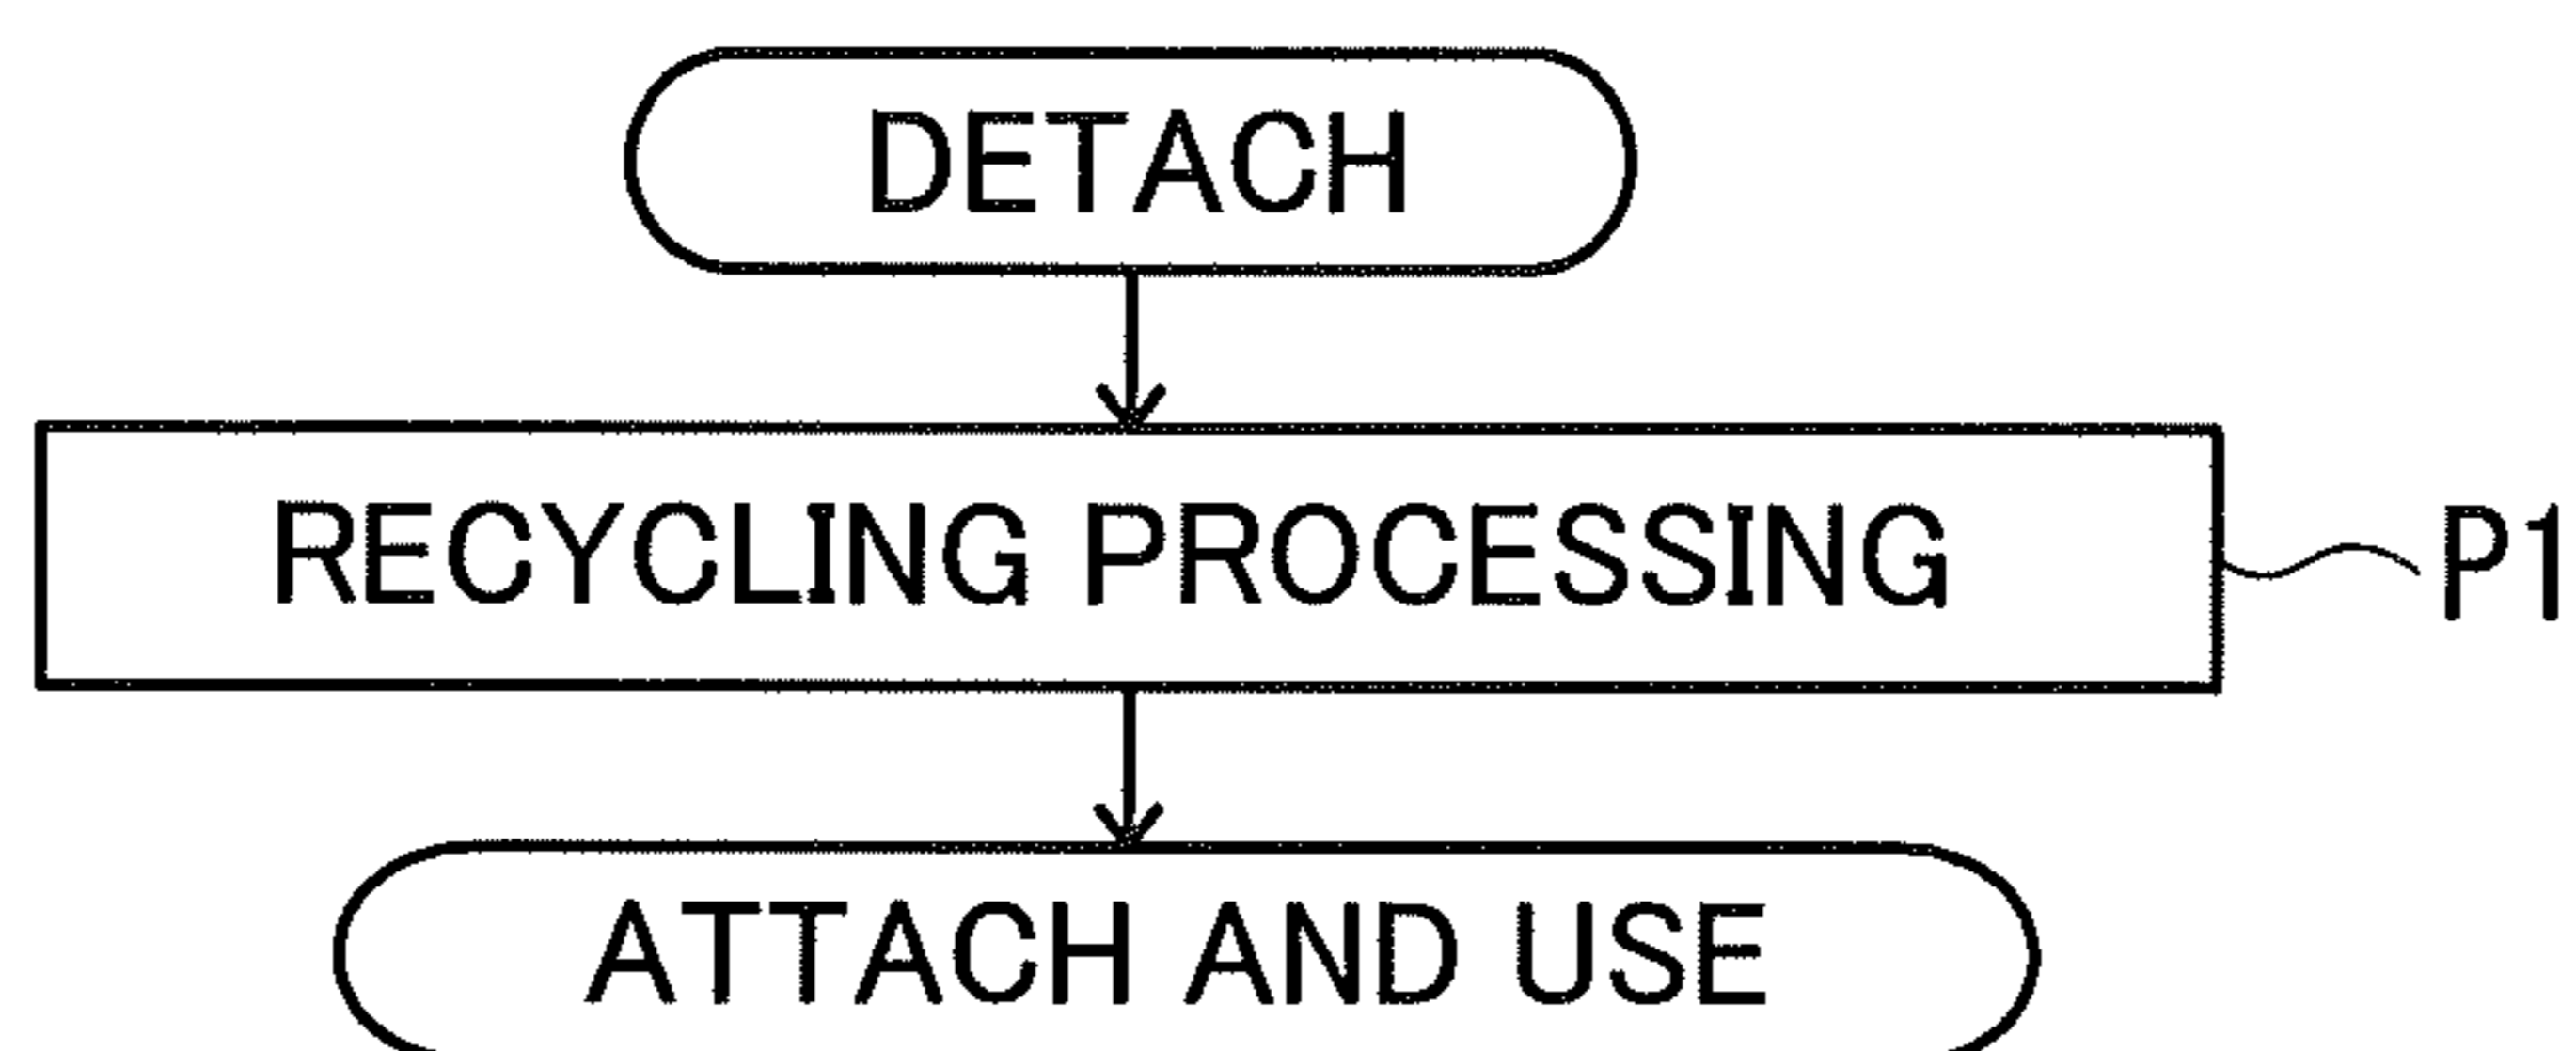 DETACH
RECYCLING PROCESSING
P1
ATTACH AND USE